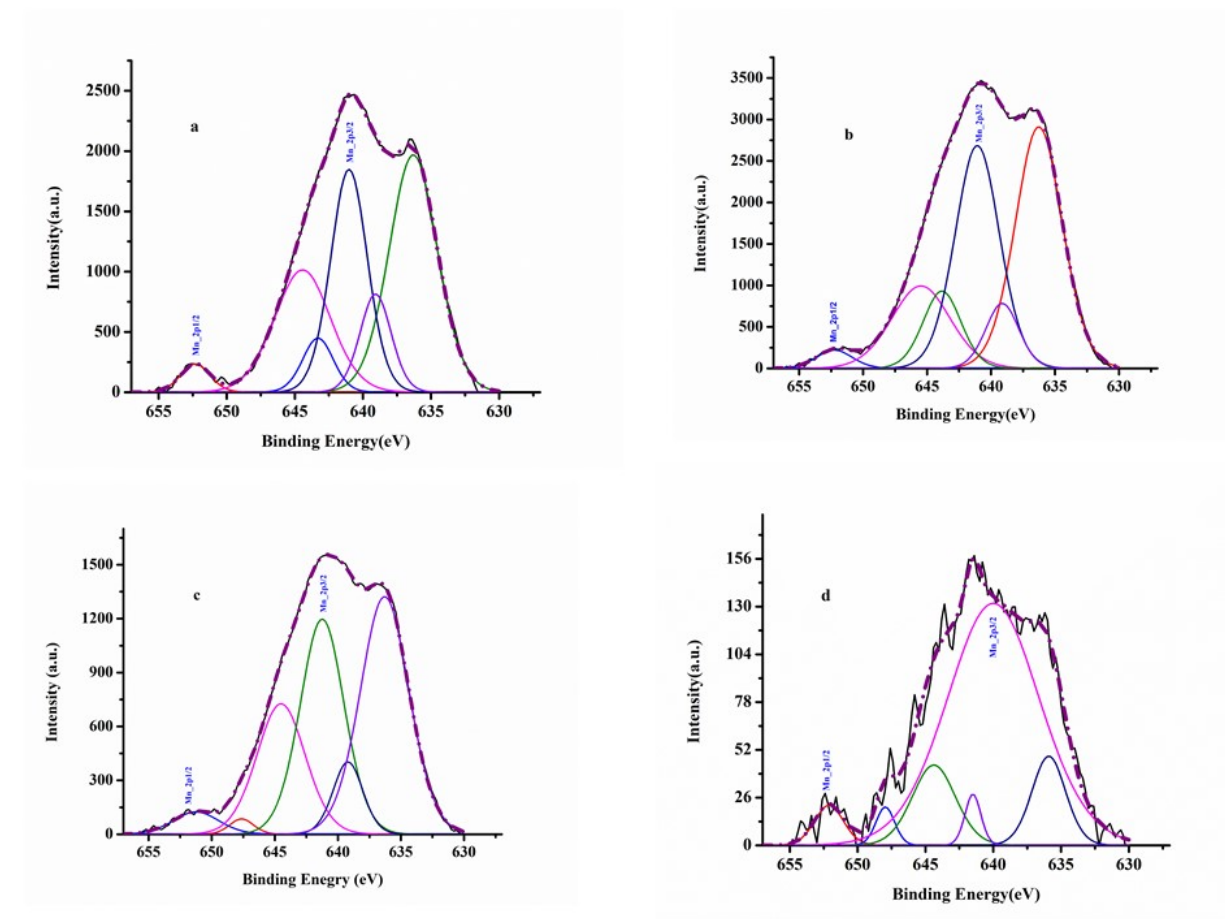 a
Mn_2p3/2
Mn_2p1/2
2500
2000
1500
1000
500
0
655 650 645 640 635 630
Intensity(a.u.)
Binding Energy(eV)
b
Mn_2p3/2
Mn_2p1/2
3500
3000
2500
2000
1500
1000
500
0
655 650 645 640 635 630
Intensity(a.u.)
Binding Energy(eV)
c
Mn_2p3/2
Mn_2p1/2
1500
1200
900
600
300
0
655 650 645 640 635 630
Intensity (a.u.)
Binding Enegry (eV)
d
Mn_2p3/2
Mn_2p1/2
156
130
104
78
52
26
0
655 650 645 640 635 630
Intensity(a.u.)
Binding Energy(eV)